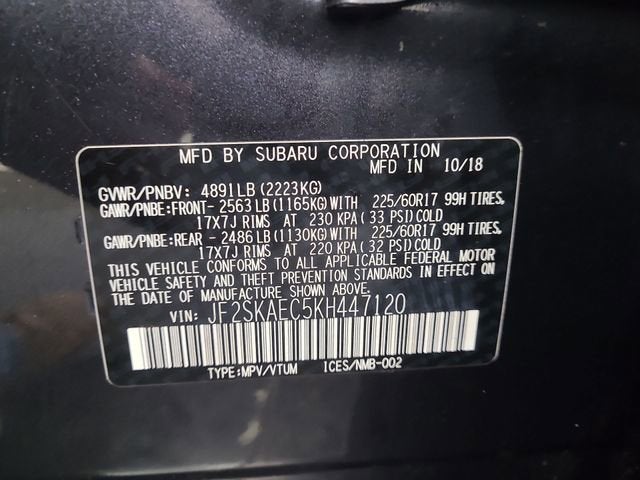 MFD BY SUBARU CORPORATION
MFD IN 10/18
GVWR/PNBV: 4891LB (2223KG)
GAWR/PNBE:FRONT- 2563 LB (1165KG)WITH 225/60R17 99H TIRES,
17X7J RIMS AT 230 KPA (33 PSI) COLD
GAWR/PNBE:REAR - 2486 LB (1130KG)WITH 225/60R17 99H TIRES,
17X7J RIMS AT 220 KPA (32 PSI) COLD
THIS VEHICLE CONFORMS TO ALL APPLICABLE FEDERAL MOTOR
VEHICLE SAFETY AND THEFT PREVENTION STANDARDS IN EFFECT ON
THE DATE OF MANUFACTURE SHOWN ABOVE.
VIN: JF2SKAEC5KH447120
TYPE:MPV/VTUM ICES/NMB-002